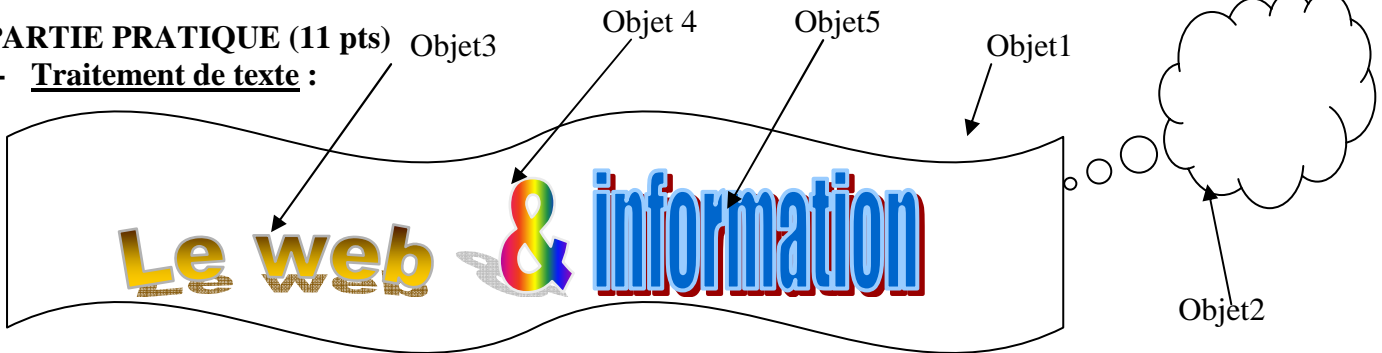 PARTIE PRATIQUE (11 pts)
Objet3
Objet 4
Objet5
Objet1
- Traitement de texte :
Le web & information
Objet2